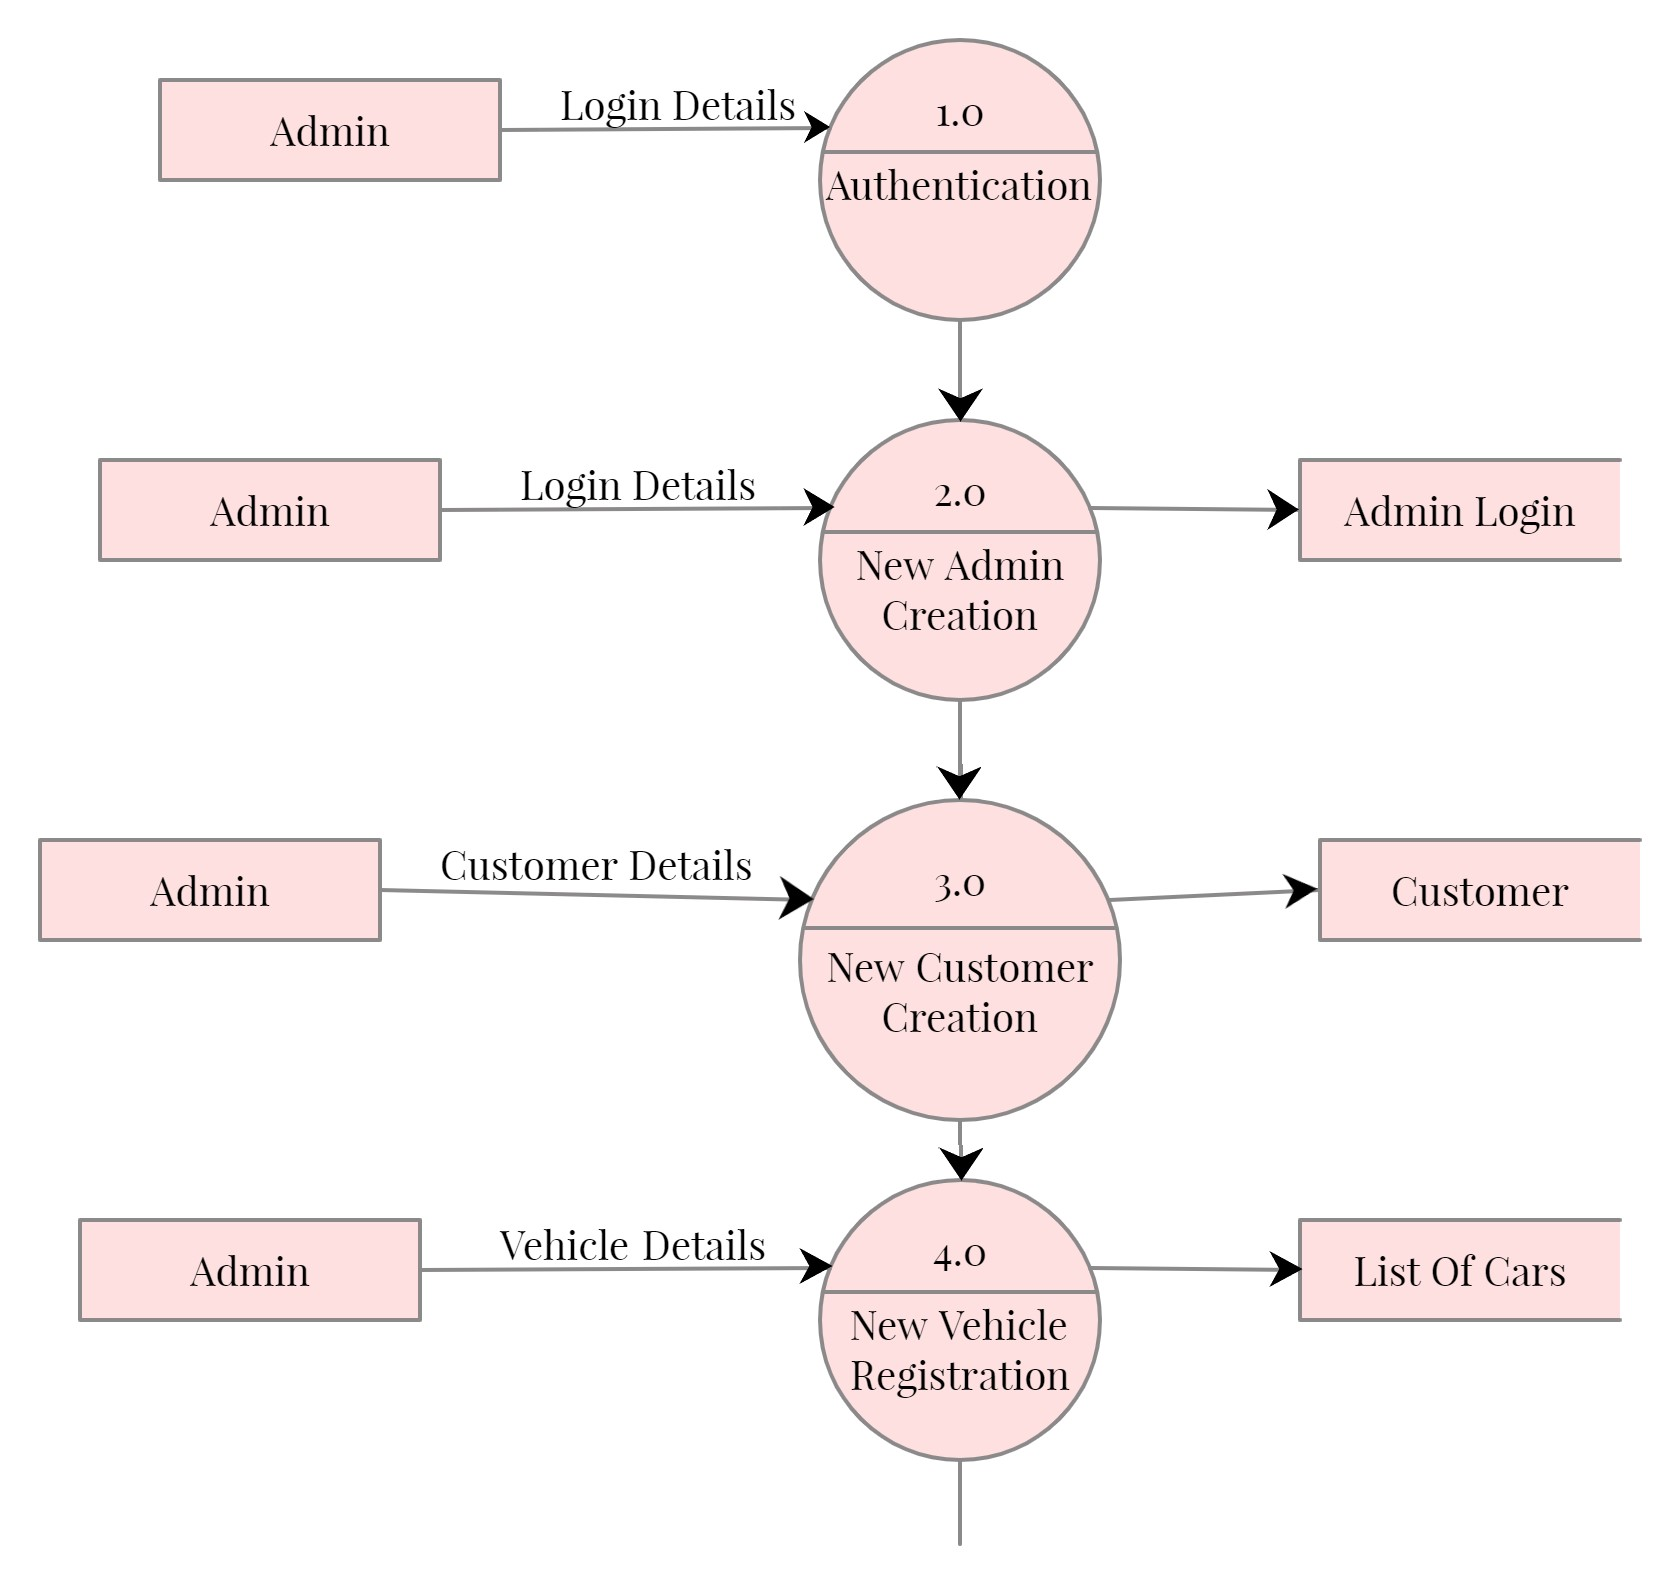 Admin
Login Details
1.0
Authentication
Admin
Login Details
2.0
New Admin
Creation
Admin Login
Admin
Customer Details
3.0
New Customer
Creation
Customer
Admin
Vehicle Details
4.0
New Vehicle
Registration
List Of Cars